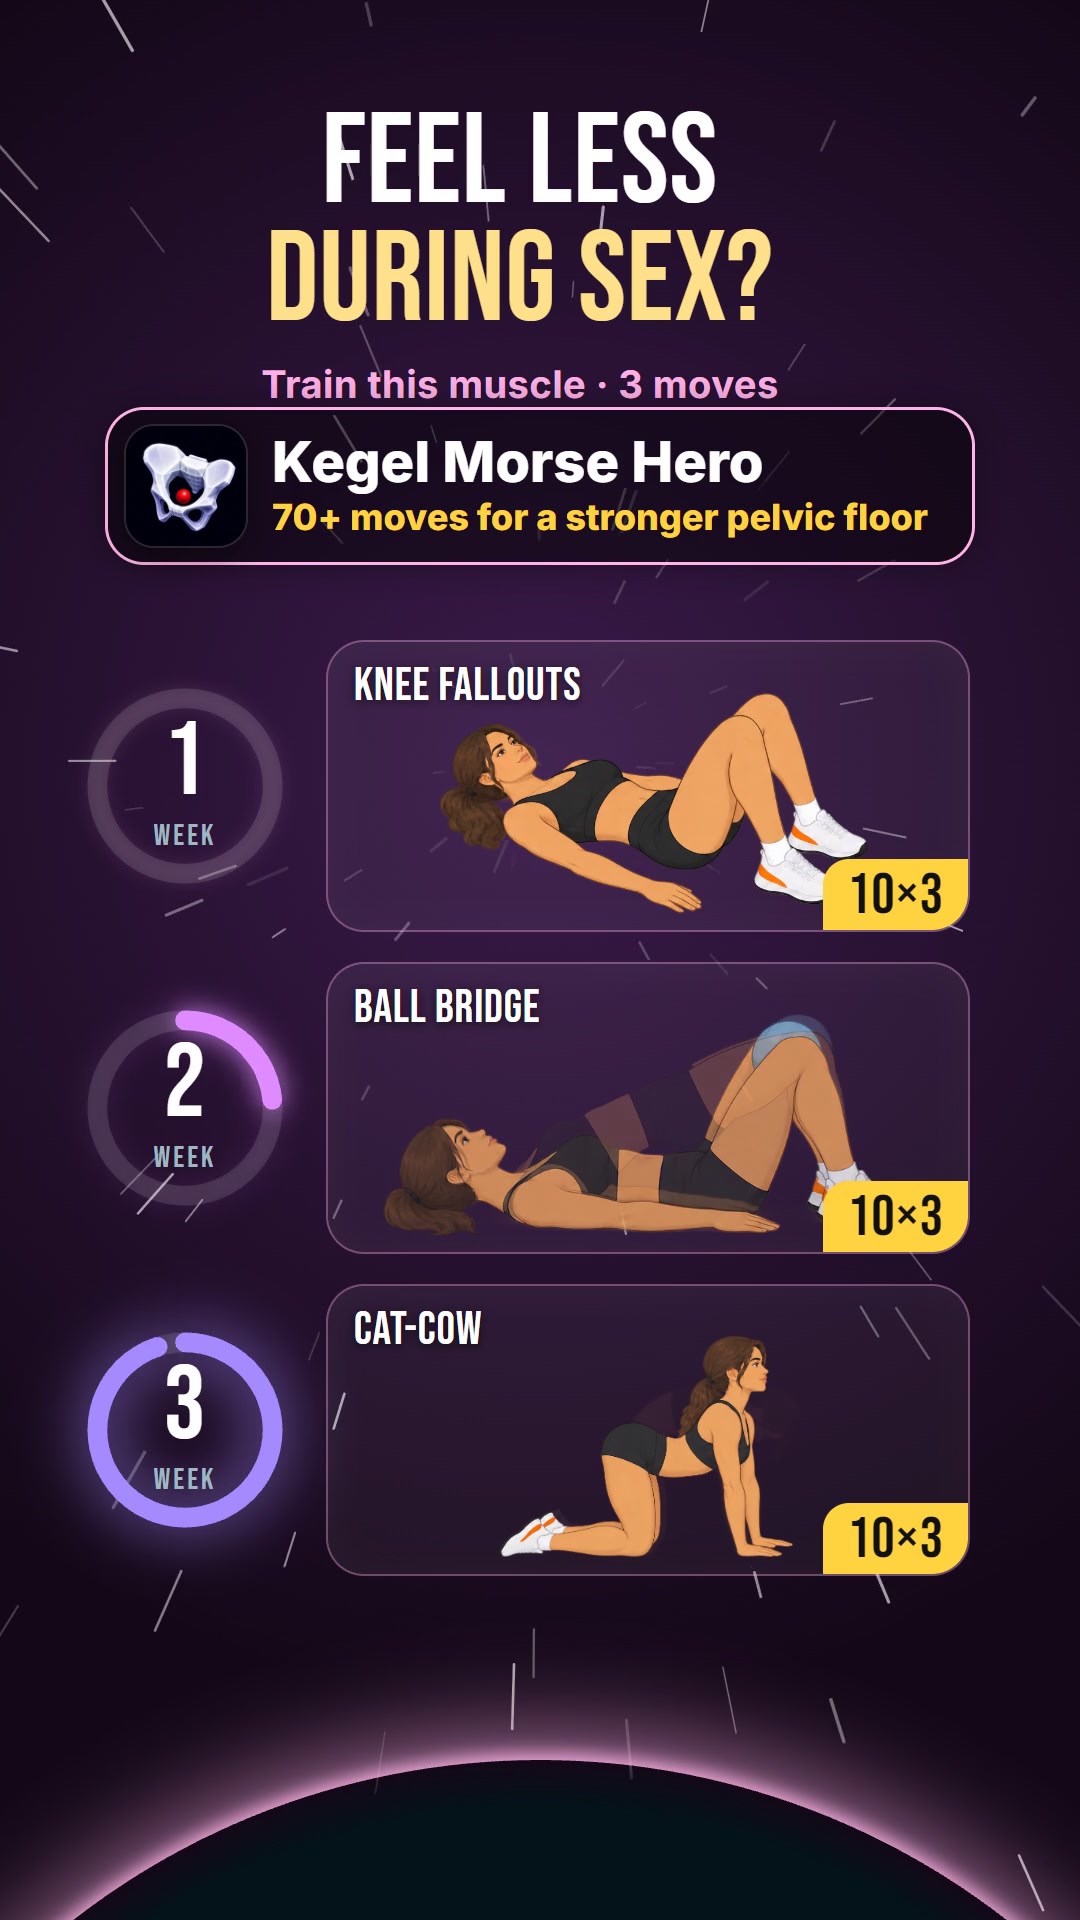 FEEL LESS
DURING SEX?
Train this muscle · 3 moves
Kegel Morse Hero
70+ moves for a stronger pelvic floor
1
WEEK
KNEE FALLOUTS
10×3
2
WEEK
BALL BRIDGE
10×3
3
WEEK
CAT-COW
10×3